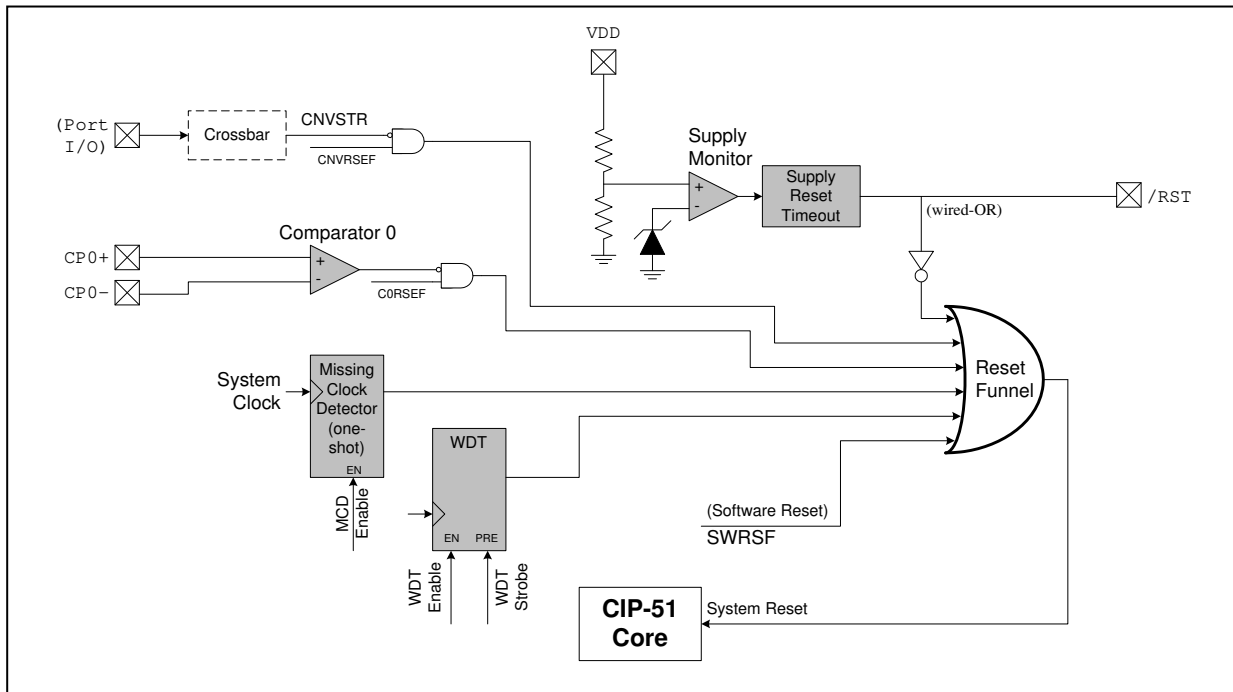 VDD
(Port
I/O)
Crossbar
CNVSTR
CNVRSEF
Supply
Monitor
+
-
Supply
Reset
Timeout
(wired-OR)
/RST
Comparator 0
CP0+
CP0-
+
-
C0RSEF
System
Clock
Missing
Clock
Detector
(one-
shot)
EN
MCD
Enable
WDT
EN
PRE
WDT
Enable
WDT
Strobe
Reset
Funnel
(Software Reset)
SWRSF
CIP-51
Core
System Reset